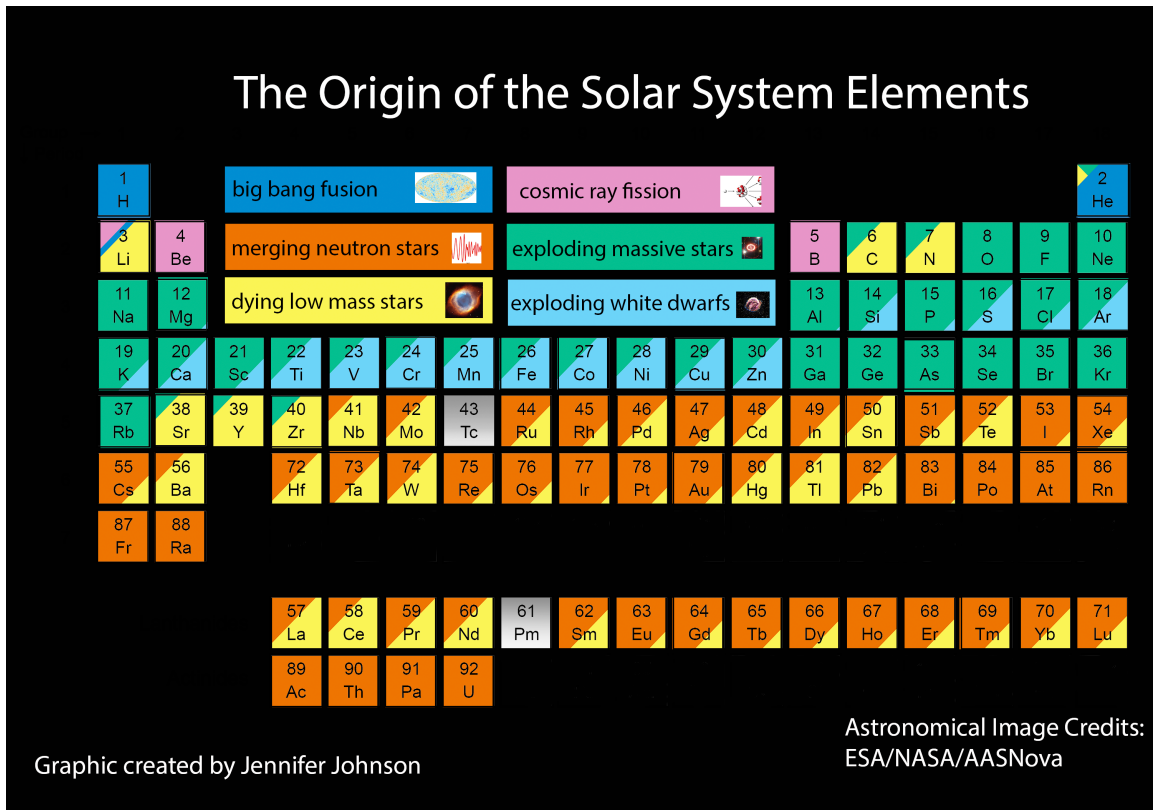 The Origin of the Solar System Elements
1
H
big bang fusion
cosmic ray fission
2
He
3
Li
4
Be
merging neutron stars
exploding massive stars
5
B
6
C
7
N
8
O
9
F
10
Ne
11
Na
12
Mg
dying low mass stars
exploding white dwarfs
13
Al
14
Si
15
P
16
S
17
Cl
18
Ar
19
K
20
Ca
21
Sc
22
Ti
23
V
24
Cr
25
Mn
26
Fe
27
Co
28
Ni
29
Cu
30
Zn
31
Ga
32
Ge
33
As
34
Se
35
Br
36
Kr
37
Rb
38
Sr
39
Y
40
Zr
41
Nb
42
Mo
43
Tc
44
Ru
45
Rh
46
Pd
47
Ag
48
Cd
49
In
50
Sn
51
Sb
52
Te
53
I
54
Xe
55
Cs
56
Ba
72
Hf
73
Ta
74
W
75
Re
76
Os
77
Ir
78
Pt
79
Au
80
Hg
81
Tl
82
Pb
83
Bi
84
Po
85
At
86
Rn
87
Fr
88
Ra
57
La
58
Ce
59
Pr
60
Nd
61
Pm
62
Sm
63
Eu
64
Gd
65
Tb
66
Dy
67
Ho
68
Er
69
Tm
70
Yb
71
Lu
89
Ac
90
Th
91
Pa
92
U
Graphic created by Jennifer Johnson
Astronomical Image Credits:
ESA/NASA/AASNova